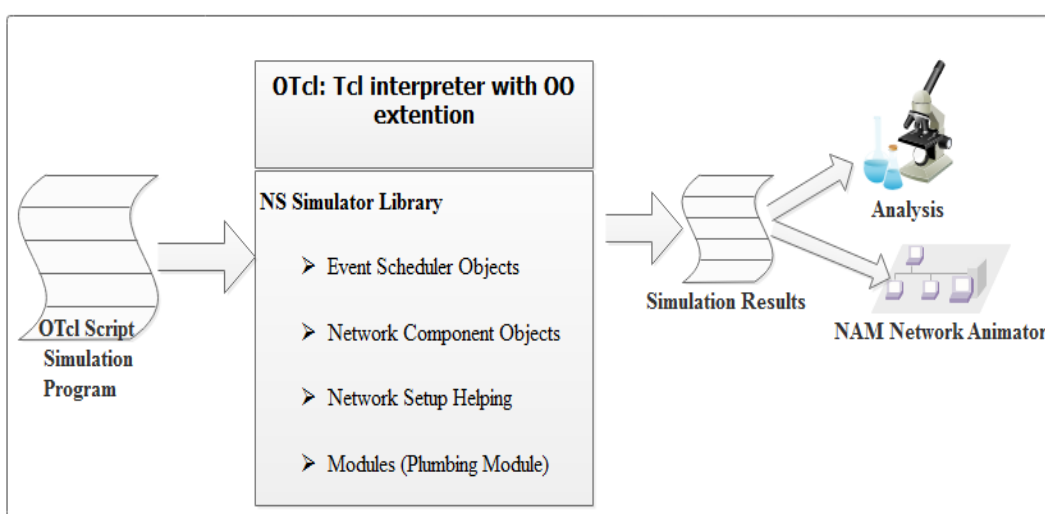 OTcl: Tcl interpreter with OO
extention
NS Simulator Library
➢ Event Scheduler Objects
➢ Network Component Objects
➢ Network Setup Helping
➢ Modules (Plumbing Module)
OTcl Script
Simulation
Program
Simulation Results
Analysis
NAM Network Animator